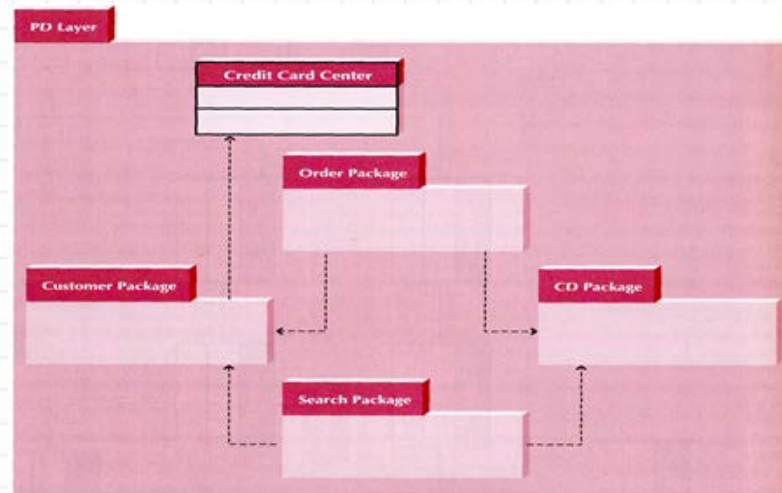 PD Layer
Credit Card Center
Order Package
Customer Package
CD Package
Search Package